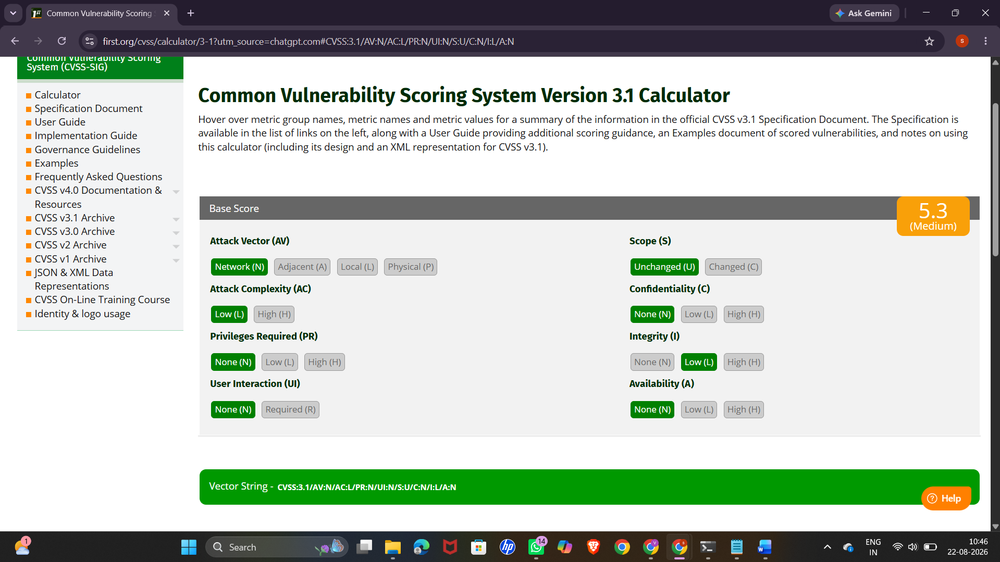 Common Vulnerability Scoring S
Ask Gemini
first.org/cvss/calculator/3-1?utm_source=chatgpt.com#CVSS:3.1/AV:N/AC:L/PR:N/UI:N/S:U/C:N/I:L/A:N
S
Common Vulnerability Scoring
System (CVSS-SIG)
Calculator
Specification Document
User Guide
Implementation Guide
Governance Guidelines
Examples
Frequently Asked Questions
CVSS v4.0 Documentation &
Resources
CVSS v3.1 Archive
CVSS v3.0 Archive
CVSS v2 Archive
CVSS v1 Archive
JSON & XML Data
Representations
CVSS On-Line Training Course
Identity & logo usage
Common Vulnerability Scoring System Version 3.1 Calculator
Hover over metric group names, metric names and metric values for a summary of the information in the official CVSS v3.1 Specification Document. The Specification is
available in the list of links on the left, along with a User Guide providing additional scoring guidance, an Examples document of scored vulnerabilities, and notes on using
this calculator (including its design and an XML representation for CVSS v3.1).
Base Score
5.3
(Medium)
Attack Vector (AV)
Network (N) Adjacent (A) Local (L) Physical (P)
Attack Complexity (AC)
Low (L) High (H)
Privileges Required (PR)
None (N) Low (L) High (H)
User Interaction (UI)
None (N) Required (R)
Scope (S)
Unchanged (U) Changed (C)
Confidentiality (C)
None (N) Low (L) High (H)
Integrity (I)
None (N) Low (L) High (H)
Availability (A)
None (N) Low (L) High (H)
Vector String - CVSS:3.1/AV:N/AC:L/PR:N/UI:N/S:U/C:N/I:L/A:N
Help
1
Search
hp
14
V
S
W
ENG
IN
10:46
22-08-2026